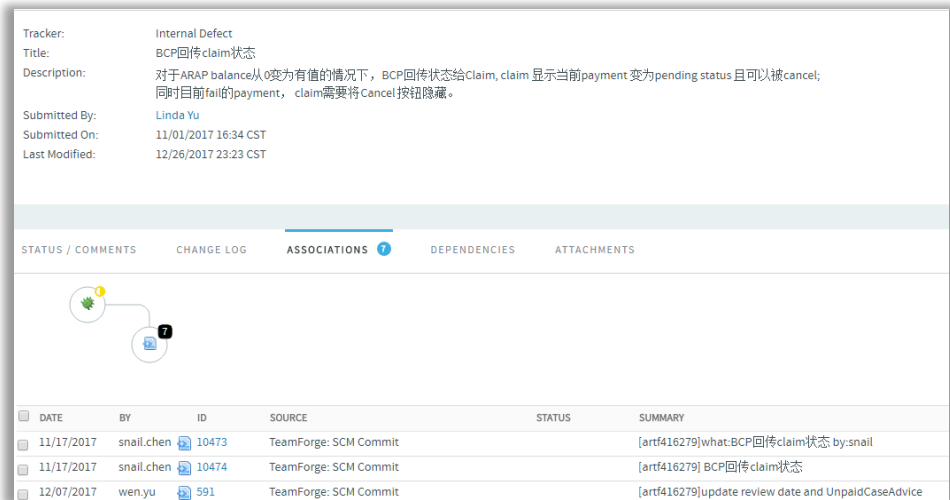 Tracker: Internal Defect
Title: BCP回传claim状态
Description: 对于ARAP balance从0变为有值的情况下，BCP回传状态给Claim, claim 显示当前payment 变为pending status 且可以被cancel;
同时目前fail的payment， claim需要将Cancel 按钮隐藏。
Submitted By: Linda Yu
Submitted On: 11/01/2017 16:34 CST
Last Modified: 12/26/2017 23:23 CST
STATUS / COMMENTS CHANGE LOG ASSOCIATIONS 7 DEPENDENCIES ATTACHMENTS
7
DATE BY ID SOURCE STATUS SUMMARY
11/17/2017 snail.chen 10473 TeamForge: SCM Commit [artf416279]what:BCP回传claim状态 by:snail
11/17/2017 snail.chen 10474 TeamForge: SCM Commit [artf416279] BCP回传claim状态
12/07/2017 wen.yu 591 TeamForge: SCM Commit [artf416279]update review date and UnpaidCaseAdvice